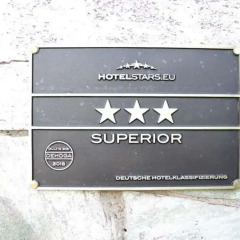 HOTELSTARS.EU
SUPERIOR
DEHOGA
2018
DEUTSCHE HOTELKLASSIFIZIERUNG